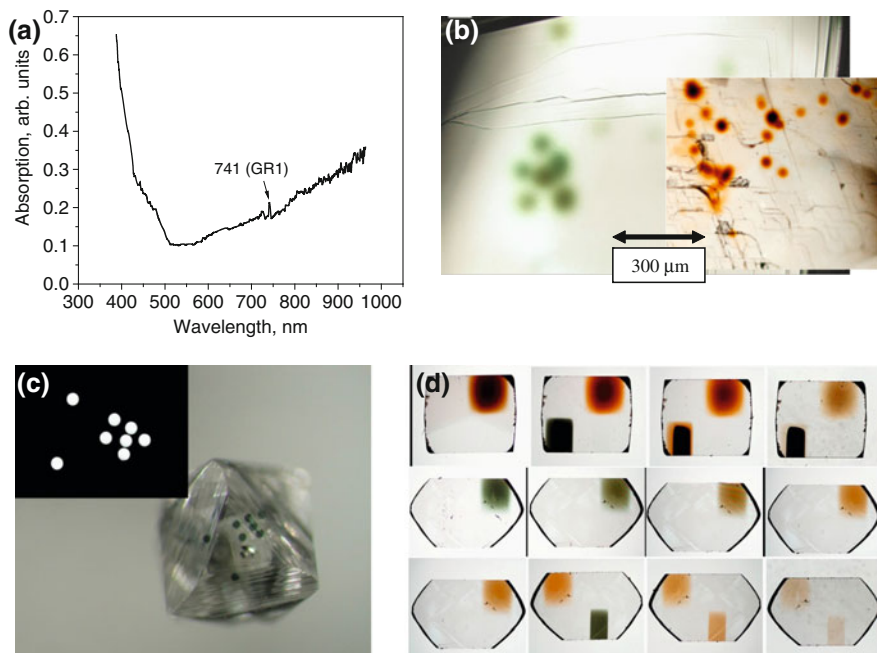 (a)
0.7
0.6
0.5
0.4
0.3
0.2
0.1
0.0
Absorption, arb. units
741 (GR1)
300 400 500 600 700 800 900 1000
Wavelength, nm
(b)
300 µm
(c)
(d)